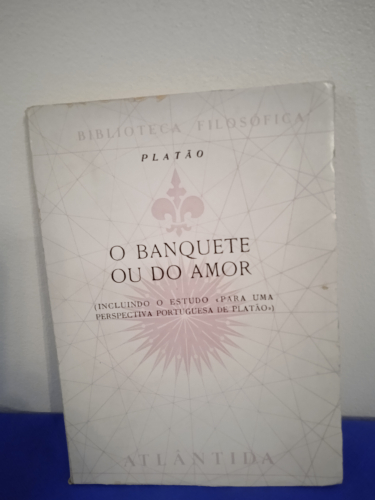 BIBLIOTECA FILOSÓFICA
PLATÃO
O BANQUETE
OU DO AMOR
(INCLUINDO O ESTUDO «PARA UMA
PERSPECTIVA PORTUGUESA DE PLATÃO»)
ATLÂNTIDA